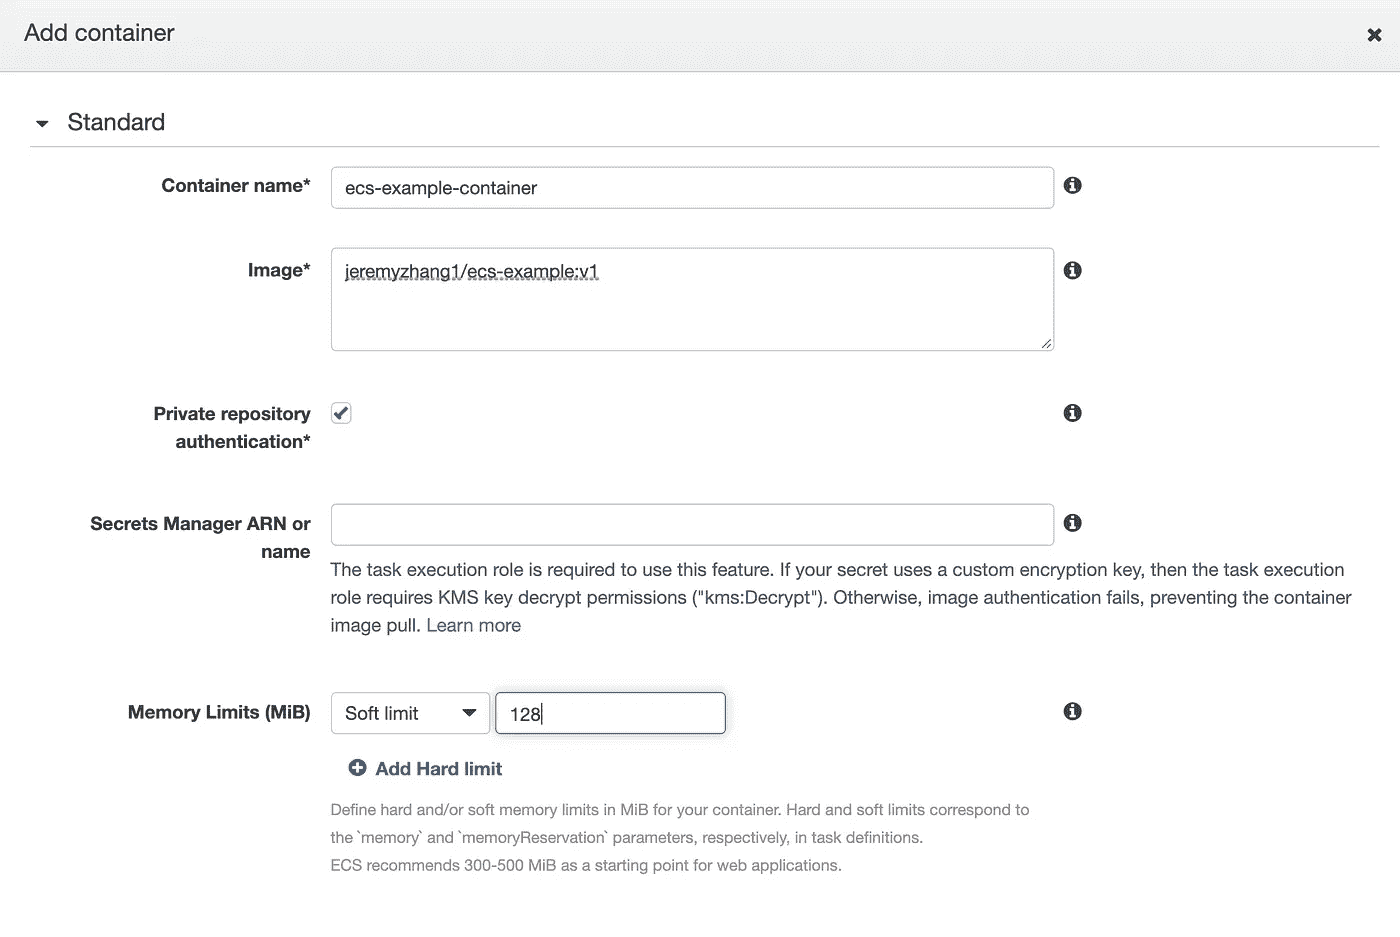 Add container
Standard
Container name*
ecs-example-container
Image*
jeremyzhang1/ecs-example:v1
Private repository
authentication*
Secrets Manager ARN or
name
The task execution role is required to use this feature. If your secret uses a custom encryption key, then the task execution
role requires KMS key decrypt permissions ("kms:Decrypt"). Otherwise, image authentication fails, preventing the container
image pull. Learn more
Memory Limits (MiB)
Soft limit
128
Add Hard limit
Define hard and/or soft memory limits in MiB for your container. Hard and soft limits correspond to
the `memory` and `memoryReservation` parameters, respectively, in task definitions.
ECS recommends 300-500 MiB as a starting point for web applications.